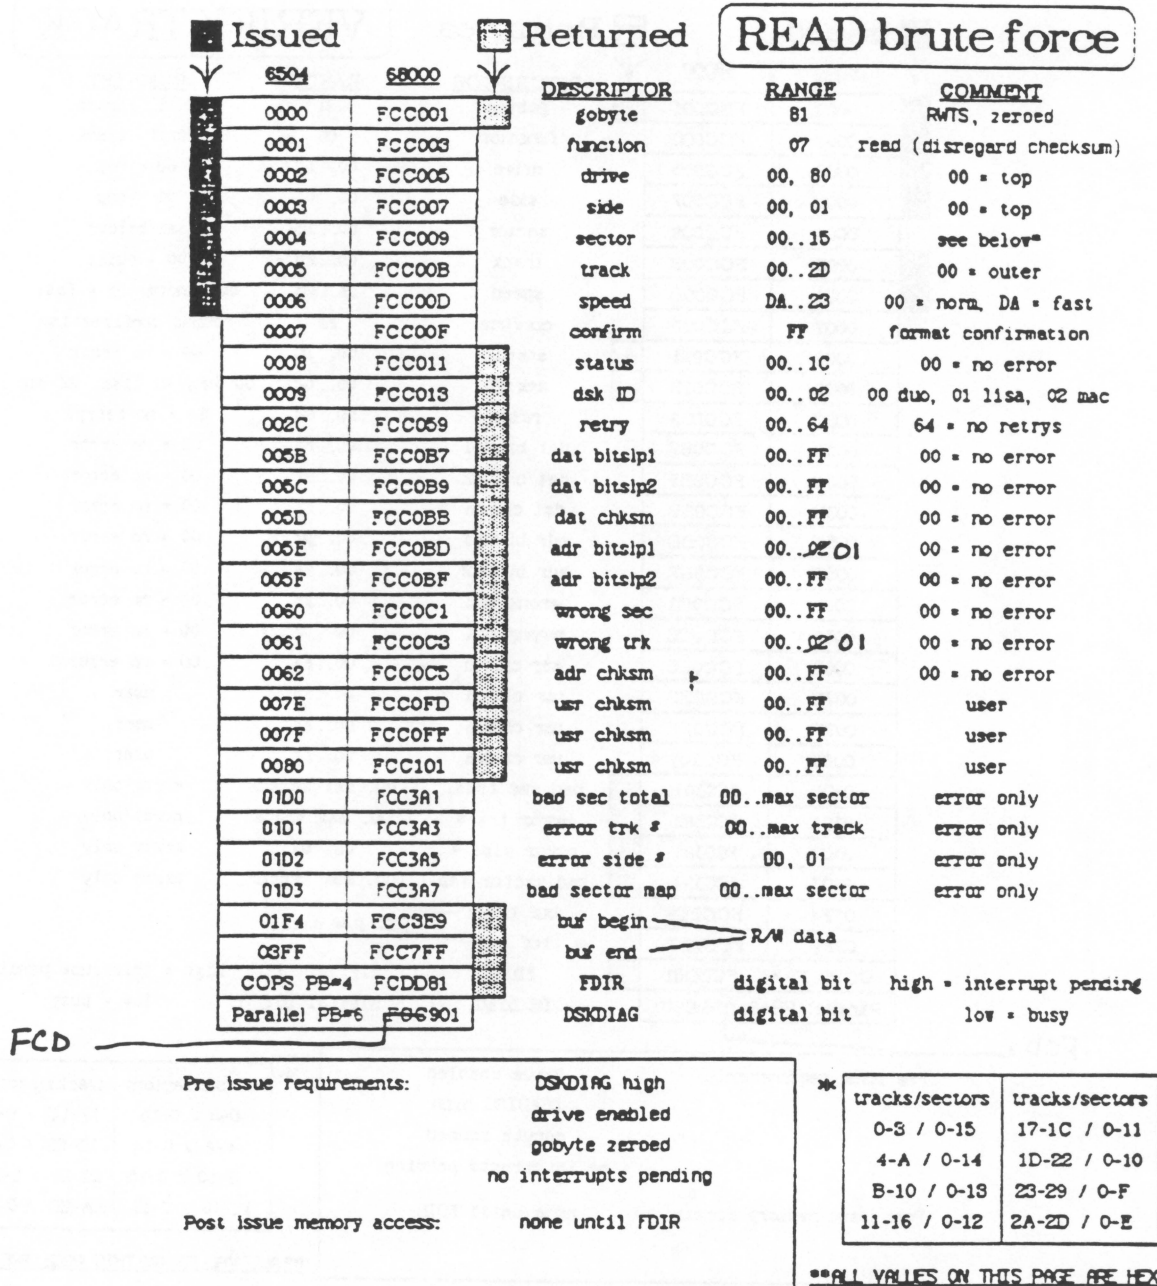 Issued Returned READ brute force
6504 68000 DESCRIPTOR RANGE COMMENT
0000 FCC001 gobyte 81 RWTS, zeroed
0001 FCC003 function 07 read (disregard checksum)
0002 FCC005 drive 00, 80 00 = top
0003 FCC007 side 00, 01 00 = top
0004 FCC009 sector 00..15 see below*
0005 FCC00B track 00..2D 00 = outer
0006 FCC00D speed DA..23 00 = norm, DA = fast
0007 FCC00F confirm FF format confirmation
0008 FCC011 status 00..1C 00 = no error
0009 FCC013 dsk ID 00..02 00 duo, 01 lisa, 02 mac
002C FCC059 retry 00..64 64 = no retrys
005B FCC0B7 dat bitslp1 00..FF 00 = no error
005C FCC0B9 dat bitslp2 00..FF 00 = no error
005D FCC0BB dat chksm 00..FF 00 = no error
005E FCC0BD adr bitslp1 00.. 01 00 = no error
005F FCC0BF adr bitslp2 00..FF 00 = no error
0060 FCC0C1 wrong sec 00..FF 00 = no error
0061 FCC0C3 wrong trk 00.. 01 00 = no error
0062 FCC0C5 adr chksm 00..FF 00 = no error
007E FCC0FD usr chksm 00..FF user
007F FCC0FF usr chksm 00..FF user
0080 FCC101 usr chksm 00..FF user
01D0 FCC3A1 bad sec total 00..max sector error only
01D1 FCC3A3 error trk # 00..max track error only
01D2 FCC3A5 error side # 00, 01 error only
01D3 FCC3A7 bad sector map 00..max sector error only
01F4 FCC3E9 buf begin
R/W data
03FF FCC7FF buf end
COPS PB#4 FCDD81 FDIR digital bit high = interrupt pending
Parallel PB#6 901 DSKDIAG digital bit low = busy
FCD
Pre issue requirements: DSKDIAG high
drive enabled
gobyte zeroed
no interrupts pending
Post issue memory access: none until FDIR
* tracks/sectors tracks/sectors
0-3 / 0-15 17-1C / 0-11
4-A / 0-14 1D-22 / 0-10
B-10 / 0-13 23-29 / 0-F
11-16 / 0-12 2A-2D / 0-E
**ALL VALUES ON THIS PAGE ARE HEX